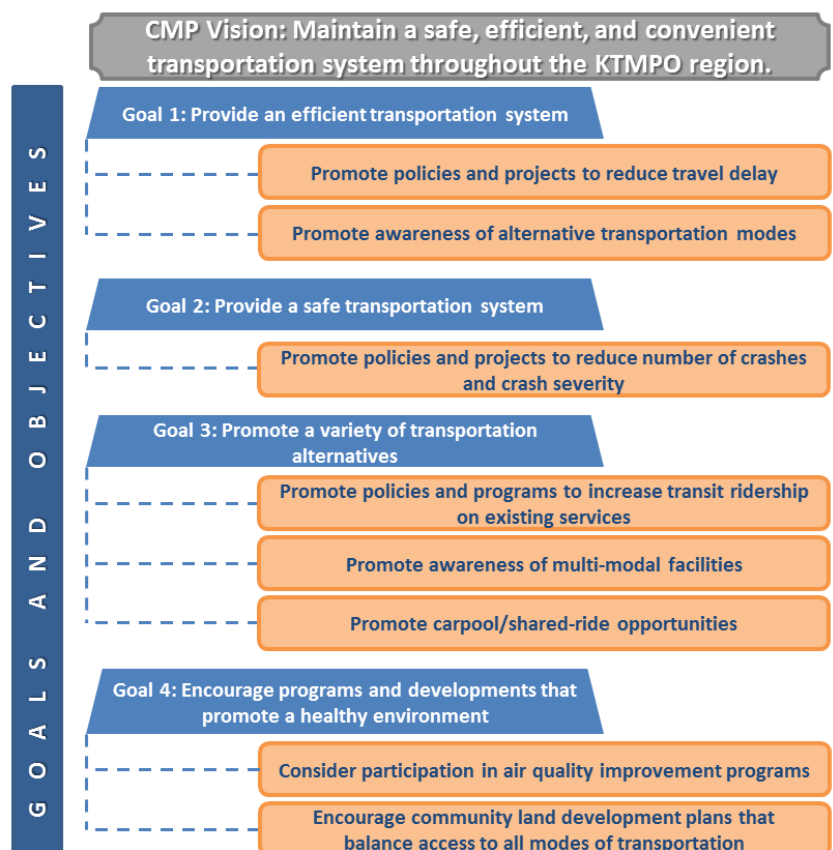 CMP Vision: Maintain a safe, efficient, and convenient
transportation system throughout the KTMPO region.
GOALS AND OBJECTIVES
Goal 1: Provide an efficient transportation system
Promote policies and projects to reduce travel delay
Promote awareness of alternative transportation modes
Goal 2: Provide a safe transportation system
Promote policies and projects to reduce number of crashes
and crash severity
Goal 3: Promote a variety of transportation
alternatives
Promote policies and programs to increase transit ridership
on existing services
Promote awareness of multi-modal facilities
Promote carpool/shared-ride opportunities
Goal 4: Encourage programs and developments that
promote a healthy environment
Consider participation in air quality improvement programs
Encourage community land development plans that
balance access to all modes of transportation